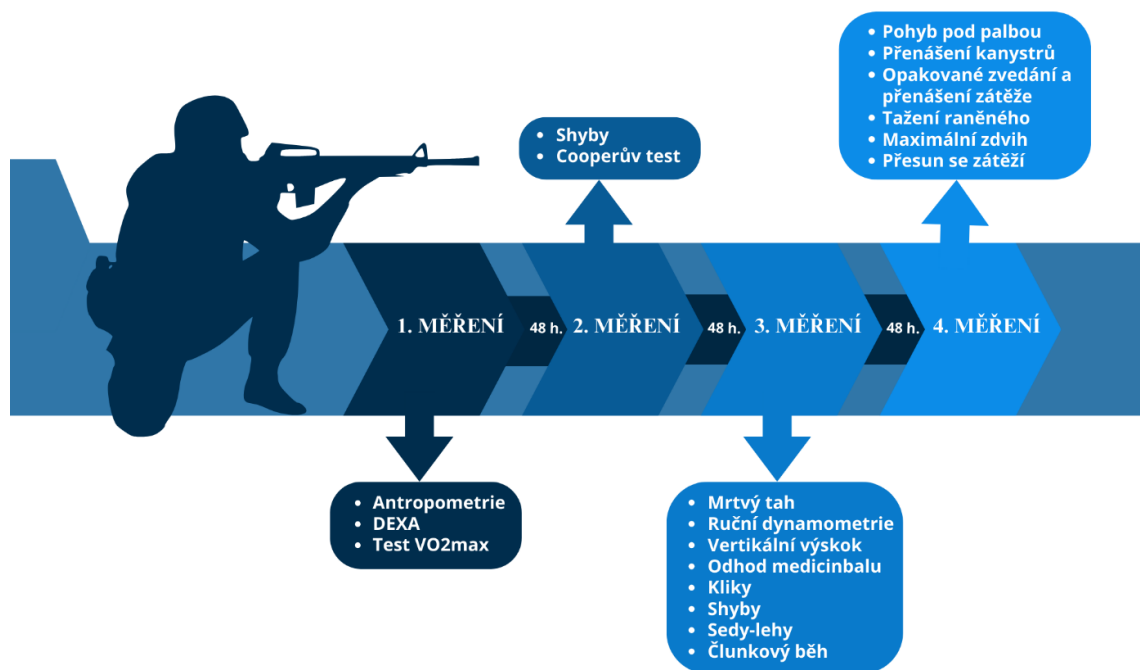 Pohyb pod palbou
Přenášení kanystrů
Opakované zvedání a
přenášení zátěže
Tažení raněného
Maximální zdvih
Přesun se zátěží
Shyby
Cooperův test
1. MĚŘENÍ
48 h.
2. MĚŘENÍ
48 h.
3. MĚŘENÍ
48 h.
4. MĚŘENÍ
Antropometrie
DEXA
Test VO2max
Mrtvý tah
Ruční dynamometrie
Vertikální výskok
Odhod medicinbalu
Kliky
Shyby
Sedy-lehy
Člunkový běh